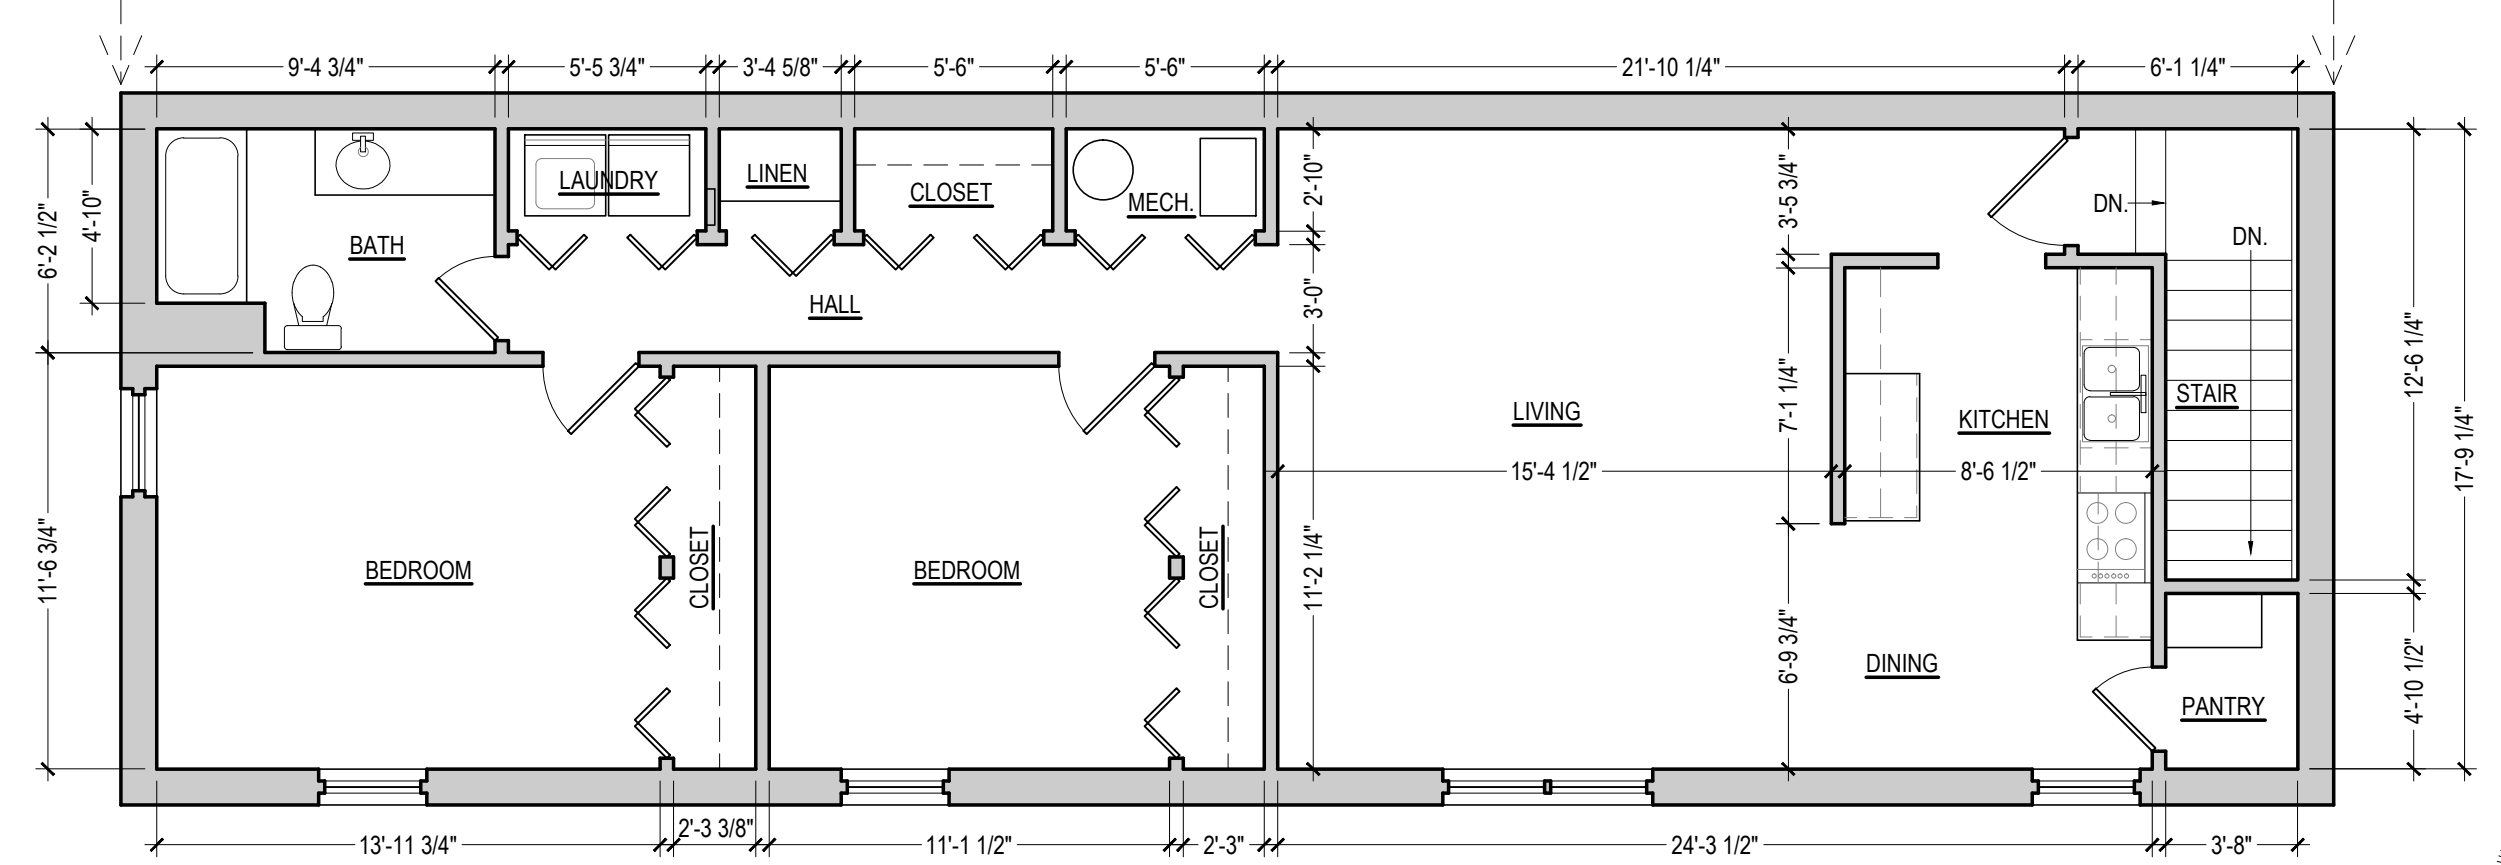 9'-4 3/4"
5'-5 3/4"
3'-4 5/8"
5'-6"
5'-6"
21'-10 1/4"
6'-1 1/4"
6'-2 1/2"
4'-10"
LAUNDRY
LINEN
CLOSET
MECH.
2'-10"
3'-5 3/4"
DN.
DN.
BATH
HALL
3'-0"
12'-6 1/4"
17'-9 1/4"
LIVING
7'-1 1/4"
KITCHEN
STAIR
15'-4 1/2"
8'-6 1/2"
11'-6 3/4"
BEDROOM
CLOSET
BEDROOM
CLOSET
11'-2 1/4"
6'-9 3/4"
DINING
4'-10 1/2"
PANTRY
13'-11 3/4"
2'-3 3/8"
11'-1 1/2"
2'-3"
24'-3 1/2"
3'-8"